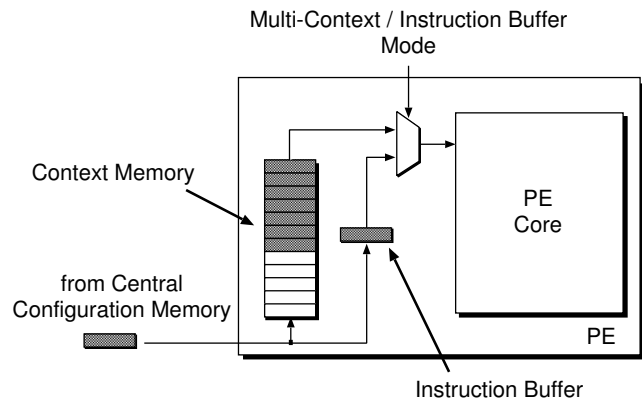 Multi-Context / Instruction Buffer
Mode
Context Memory
PE
Core
from Central
Configuration Memory
PE
Instruction Buffer